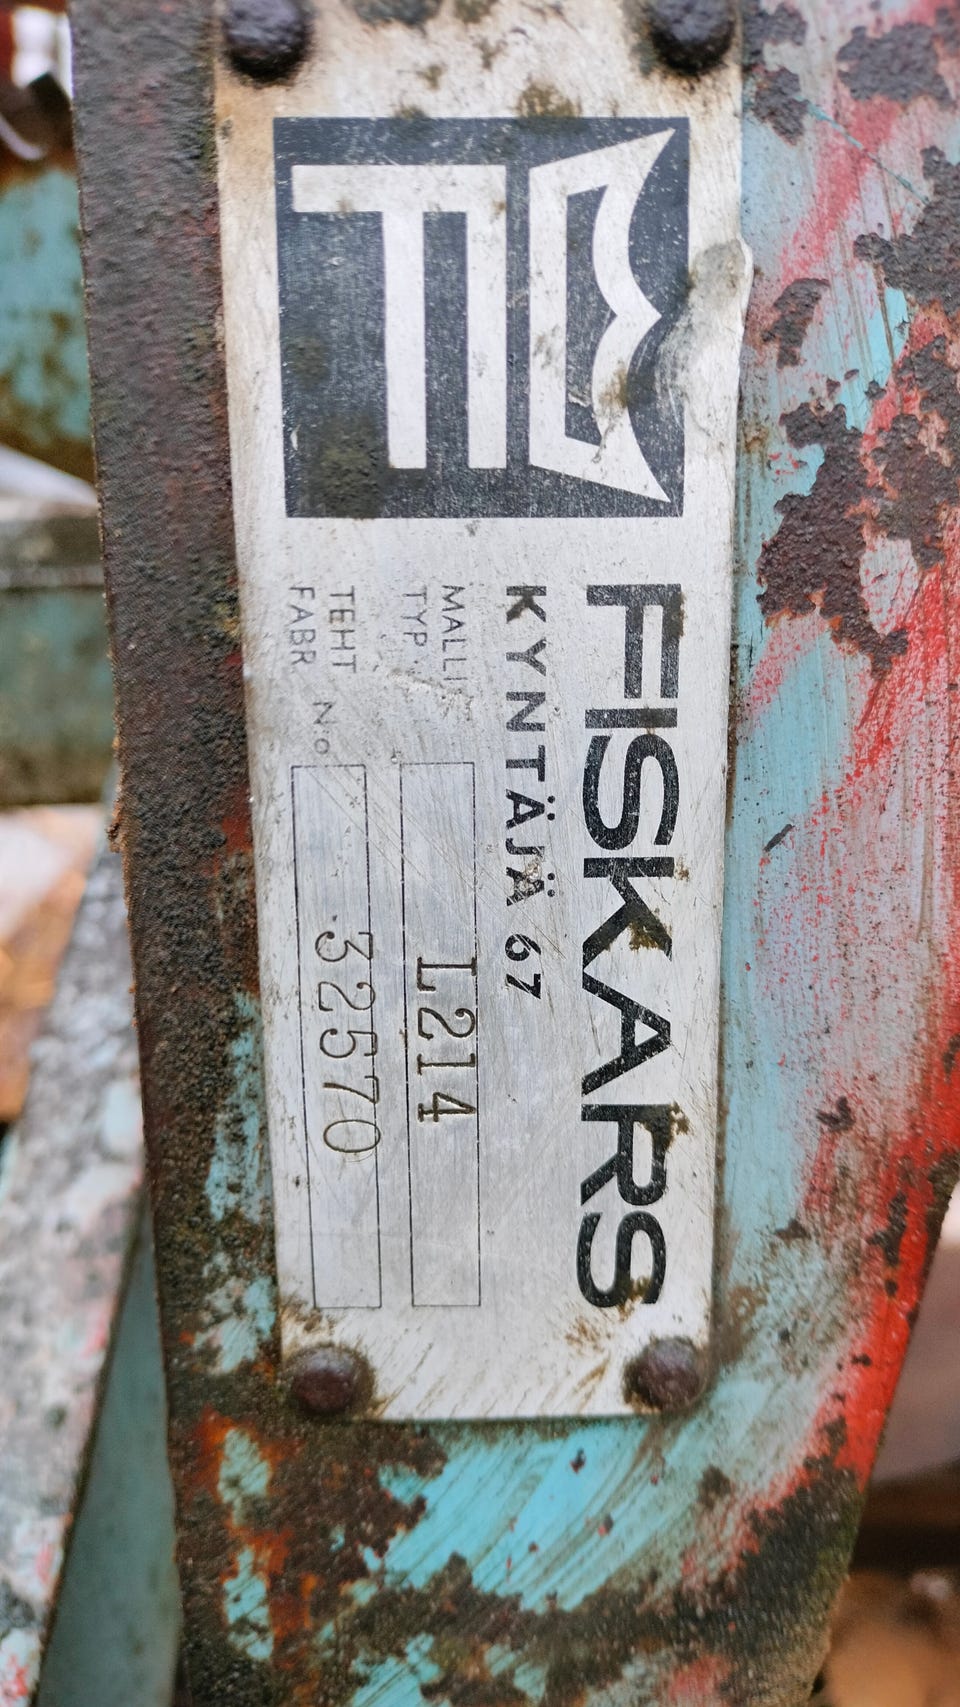 FISKARS
KYNTÄJÄ 67
MALLI
TYP.
L214
TEHT
FABR
No
32570